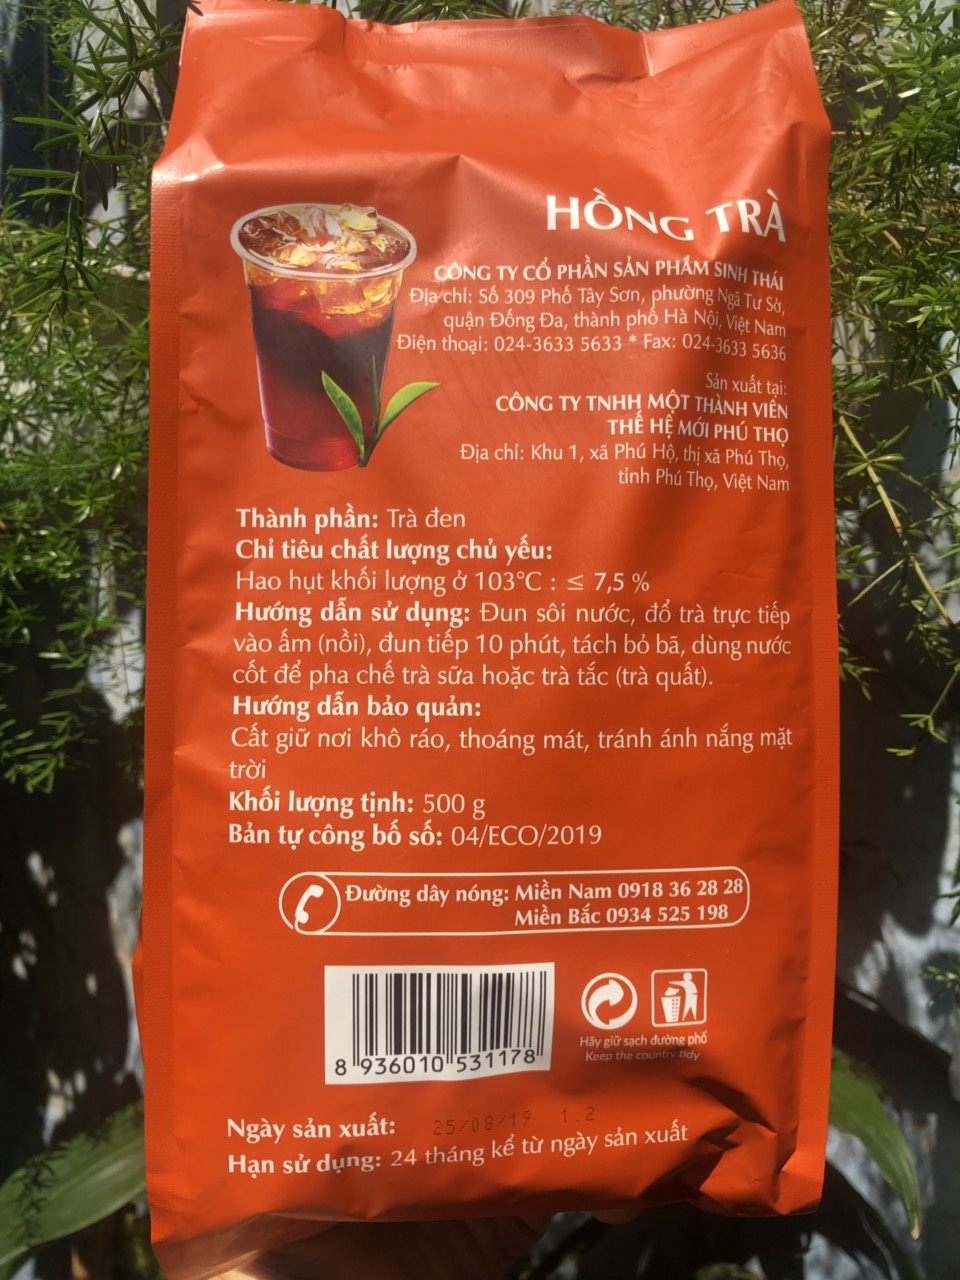 HỒNG TRÀ
CÔNG TY CỔ PHẦN SẢN PHẨM SINH THÁI
Địa chỉ: Số 309 Phố Tây Sơn, phường Ngã Tư Sở,
quận Đống Đa, thành phố Hà Nội, Việt Nam
Điện thoại: 024-3633 5633 * Fax: 024-3633 5636
Sản xuất tại:
CÔNG TY TNHH MỘT THÀNH VIÊN
THẾ HỆ MỚI PHÚ THỌ
Địa chỉ: Khu 1, xã Phú Hộ, thị xã Phú Thọ,
tỉnh Phú Thọ, Việt Nam
Thành phần: Trà đen
Chỉ tiêu chất lượng chủ yếu:
Hao hụt khối lượng ở 103°C : ≤ 7,5 %
Hướng dẫn sử dụng: Đun sôi nước, đổ trà trực tiếp
vào ấm (nồi), đun tiếp 10 phút, tách bỏ bã, dùng nước
cốt để pha chế trà sữa hoặc trà tắc (trà quất).
Hướng dẫn bảo quản:
Cất giữ nơi khô ráo, thoáng mát, tránh ánh nắng mặt
trời
Khối lượng tịnh: 500 g
Bản tự công bố số: 04/ECO/2019
Đường dây nóng: Miền Nam 0918 36 28 28
Miền Bắc 0934 525 198
8 936010 531178
Hãy giữ sạch đường phố
Keep the country tidy
Ngày sản xuất: 25/08/19 1.2
Hạn sử dụng: 24 tháng kể từ ngày sản xuất